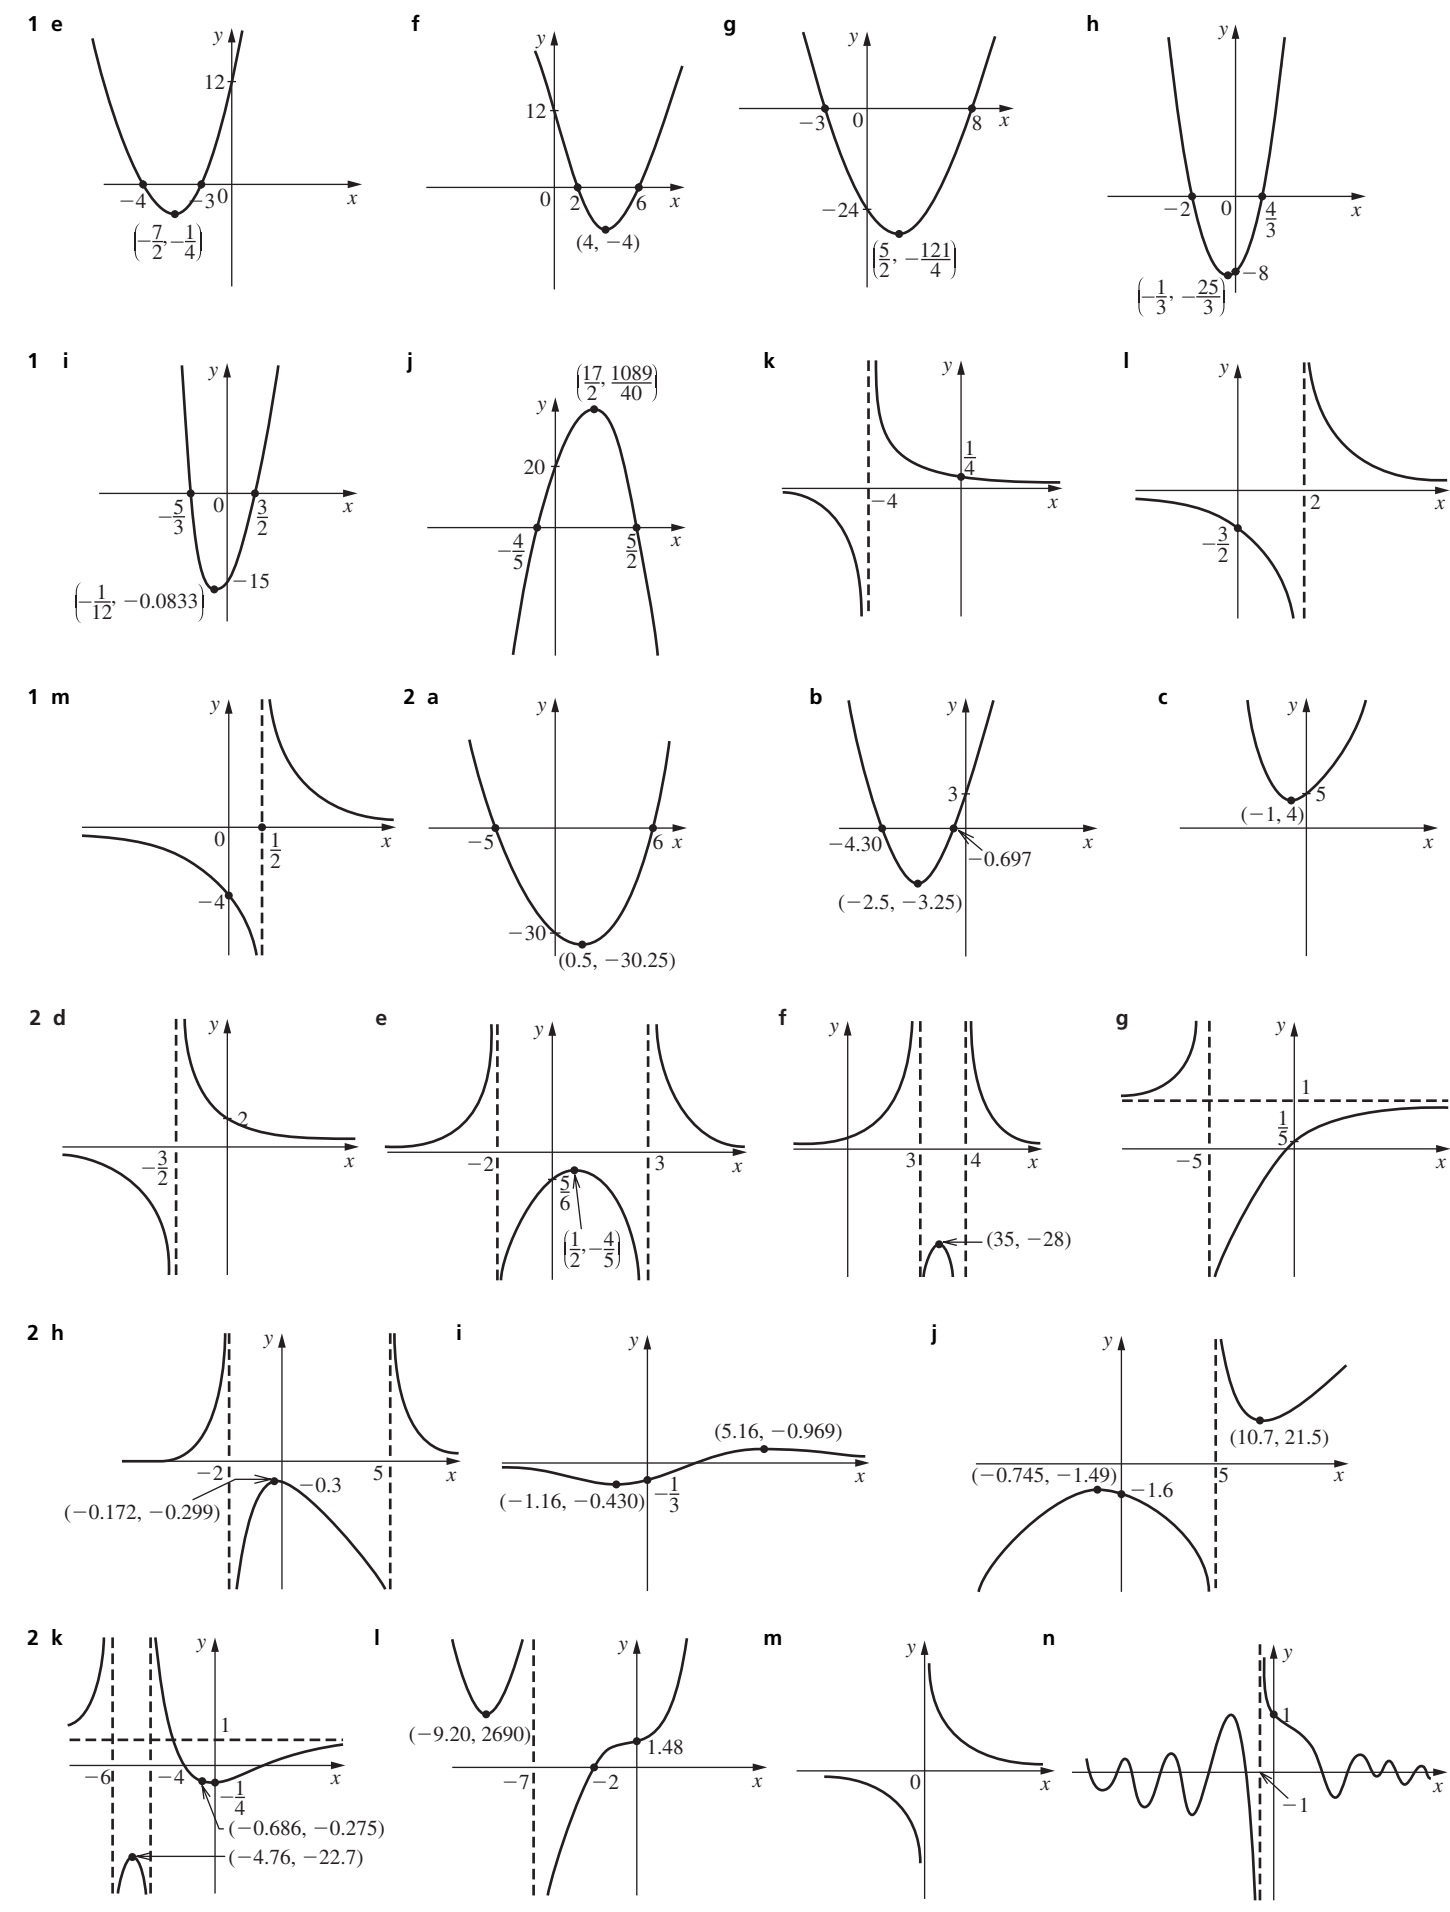 1 e
y
12
−4
−3
0
x
(−7/2, −1/4)
f
y
12
0
2
6
x
(4, −4)
g
y
−3
0
8
x
−24
(5/2, −121/4)
h
y
−2
0
4/3
x
−8
(−1/3, −25/3)
1 i
y
−5/3
0
3/2
x
−15
(−1/12, −0.0833)
j
(17/2, 1089/40)
y
20
−4/5
5/2
x
k
y
1/4
−4
x
l
y
2
x
−3/2
1 m
y
0
1/2
x
−4
2 a
y
−5
6
x
−30
(0.5, −30.25)
b
y
3
−4.30
x
−0.697
(−2.5, −3.25)
c
y
5
(−1, 4)
x
2 d
y
2
−3/2
x
e
y
−2
3
x
5/6
(1/2, −4/5)
f
y
3
4
x
(35, −28)
g
y
1
1/5
−5
x
2 h
y
−2
5
x
−0.3
(−0.172, −0.299)
i
y
(5.16, −0.969)
x
(−1.16, −0.430)
−1/3
j
y
(10.7, 21.5)
(−0.745, −1.49)
5
x
−1.6
2 k
y
1
−6
−4
x
−1/4
(−0.686, −0.275)
(−4.76, −22.7)
l
y
(−9.20, 2690)
1.48
−7
−2
x
m
y
0
x
n
y
1
x
−1